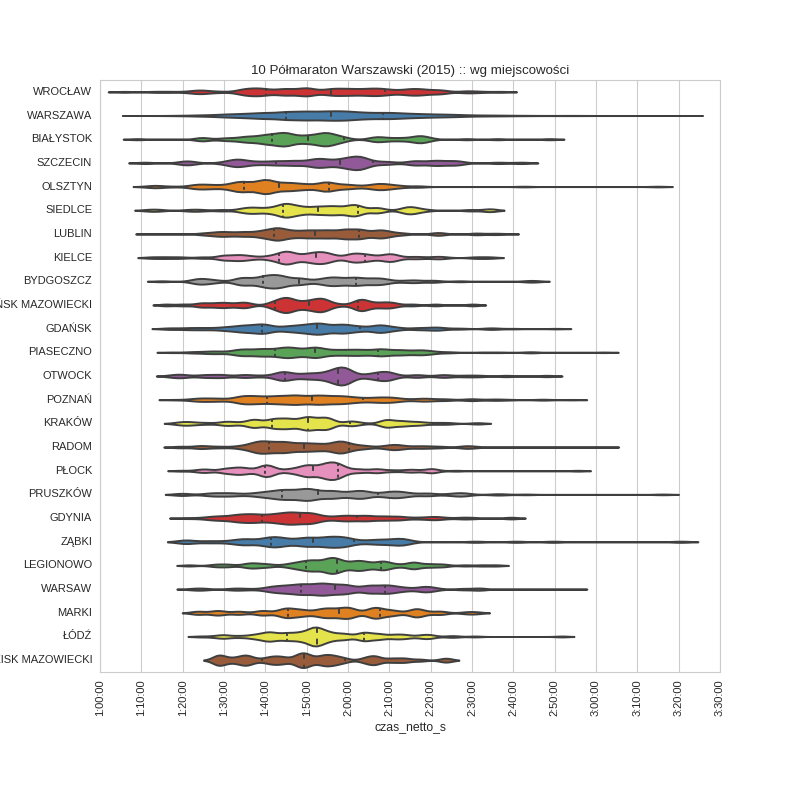 10 Półmaraton Warszawski (2015) :: wg miejscowości
WROCŁAW
WARSZAWA
BIAŁYSTOK
SZCZECIN
OLSZTYN
SIEDLCE
LUBLIN
KIELCE
BYDGOSZCZ
ŃSK MAZOWIECKI
GDAŃSK
PIASECZNO
OTWOCK
POZNAŃ
KRAKÓW
RADOM
PŁOCK
PRUSZKÓW
GDYNIA
ZĄBKI
LEGIONOWO
WARSAW
MARKI
ŁÓDŹ
ISK MAZOWIECKI
1:00:00 1:10:00 1:20:00 1:30:00 1:40:00 1:50:00 2:00:00 2:10:00 2:20:00 2:30:00 2:40:00 2:50:00 3:00:00 3:10:00 3:20:00 3:30:00
czas_netto_s